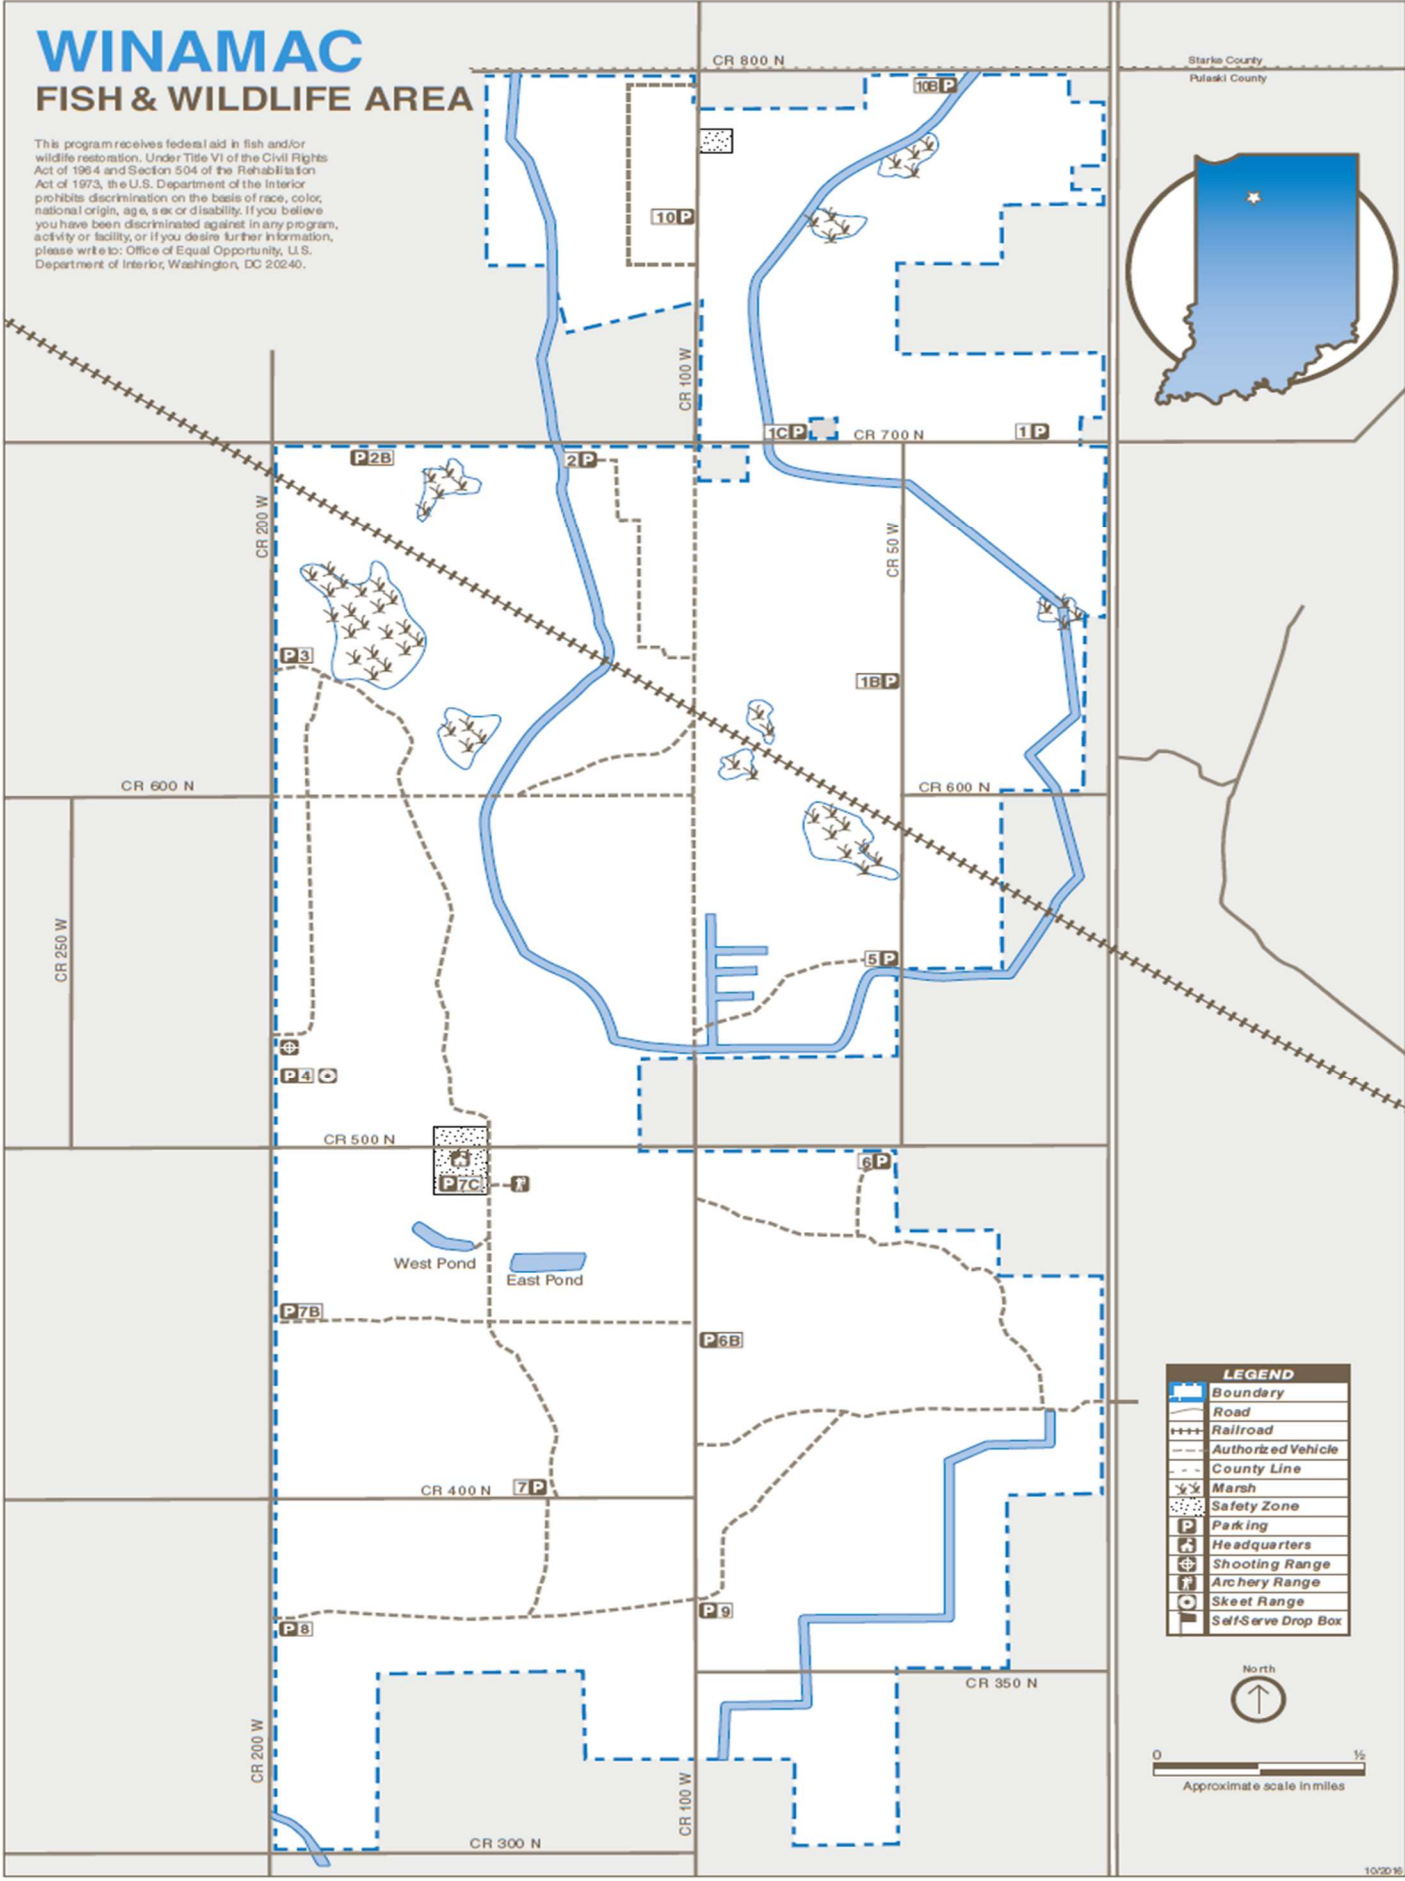 WINAMAC
FISH & WILDLIFE AREA
This program receives federal aid in fish and/or
wildlife restoration. Under Title VI of the Civil Rights
Act of 1964 and Section 504 of the Rehabilitation
Act of 1973, the U.S. Department of the Interior
prohibits discrimination on the basis of race, color,
national origin, age, sex or disability. If you believe
you have been discriminated against in any program,
activity or facility, or if you desire further information,
please write to: Office of Equal Opportunity, U.S.
Department of Interior, Washington, DC 20240.
CR 800 N
Starke County
Pulaski County
10B P
10 P
CR 100 W
1C P
CR 700 N
1 P
P 2B
2 P
CR 200 W
CR 50 W
P 3
1B P
CR 600 N
CR 600 N
CR 250 W
5 P
P 4
CR 500 N
6 P
P 7C
West Pond
East Pond
P 7B
P 6B
CR 400 N
7 P
P 9
P 8
CR 350 N
CR 200 W
CR 100 W
CR 300 N
LEGEND
Boundary
Road
Railroad
Authorized Vehicle
County Line
Marsh
Safety Zone
P Parking
Headquarters
Shooting Range
Archery Range
Skeet Range
Self-Serve Drop Box
North
0 ½
Approximate scale in miles
10/2016